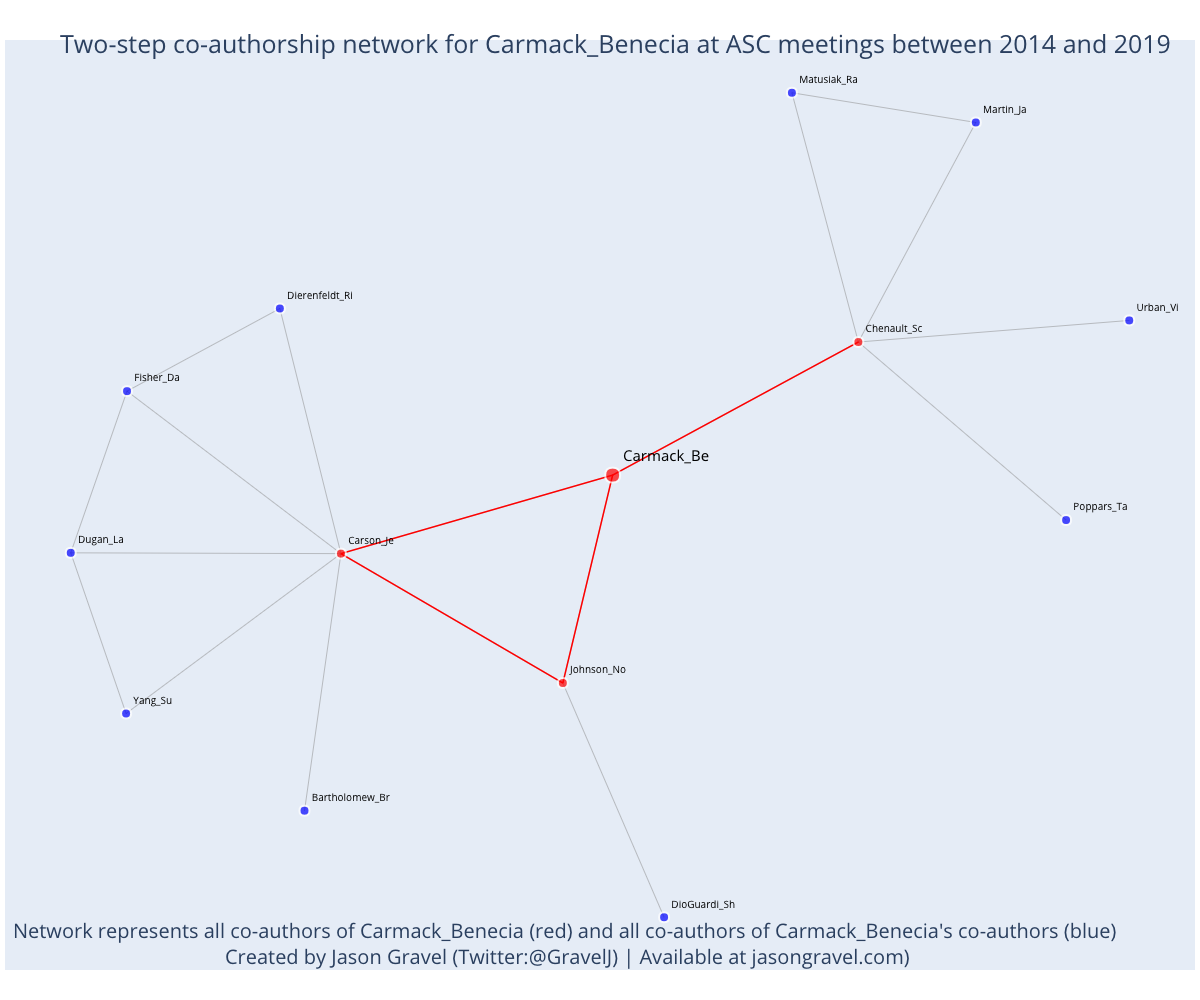 Two-step co-authorship network for Carmack_Benecia at ASC meetings between 2014 and 2019
Matusiak_Ra
Martin_Ja
Dierenfeldt_Ri
Urban_Vi
Chenault_Sc
Fisher_Da
Carmack_Be
Poppars_Ta
Dugan_La
Carson_Je
Johnson_No
Yang_Su
Bartholomew_Br
DioGuardi_Sh
Network represents all co-authors of Carmack_Benecia (red) and all co-authors of Carmack_Benecia's co-authors (blue)
Created by Jason Gravel (Twitter:@GravelJ) | Available at jasongravel.com)